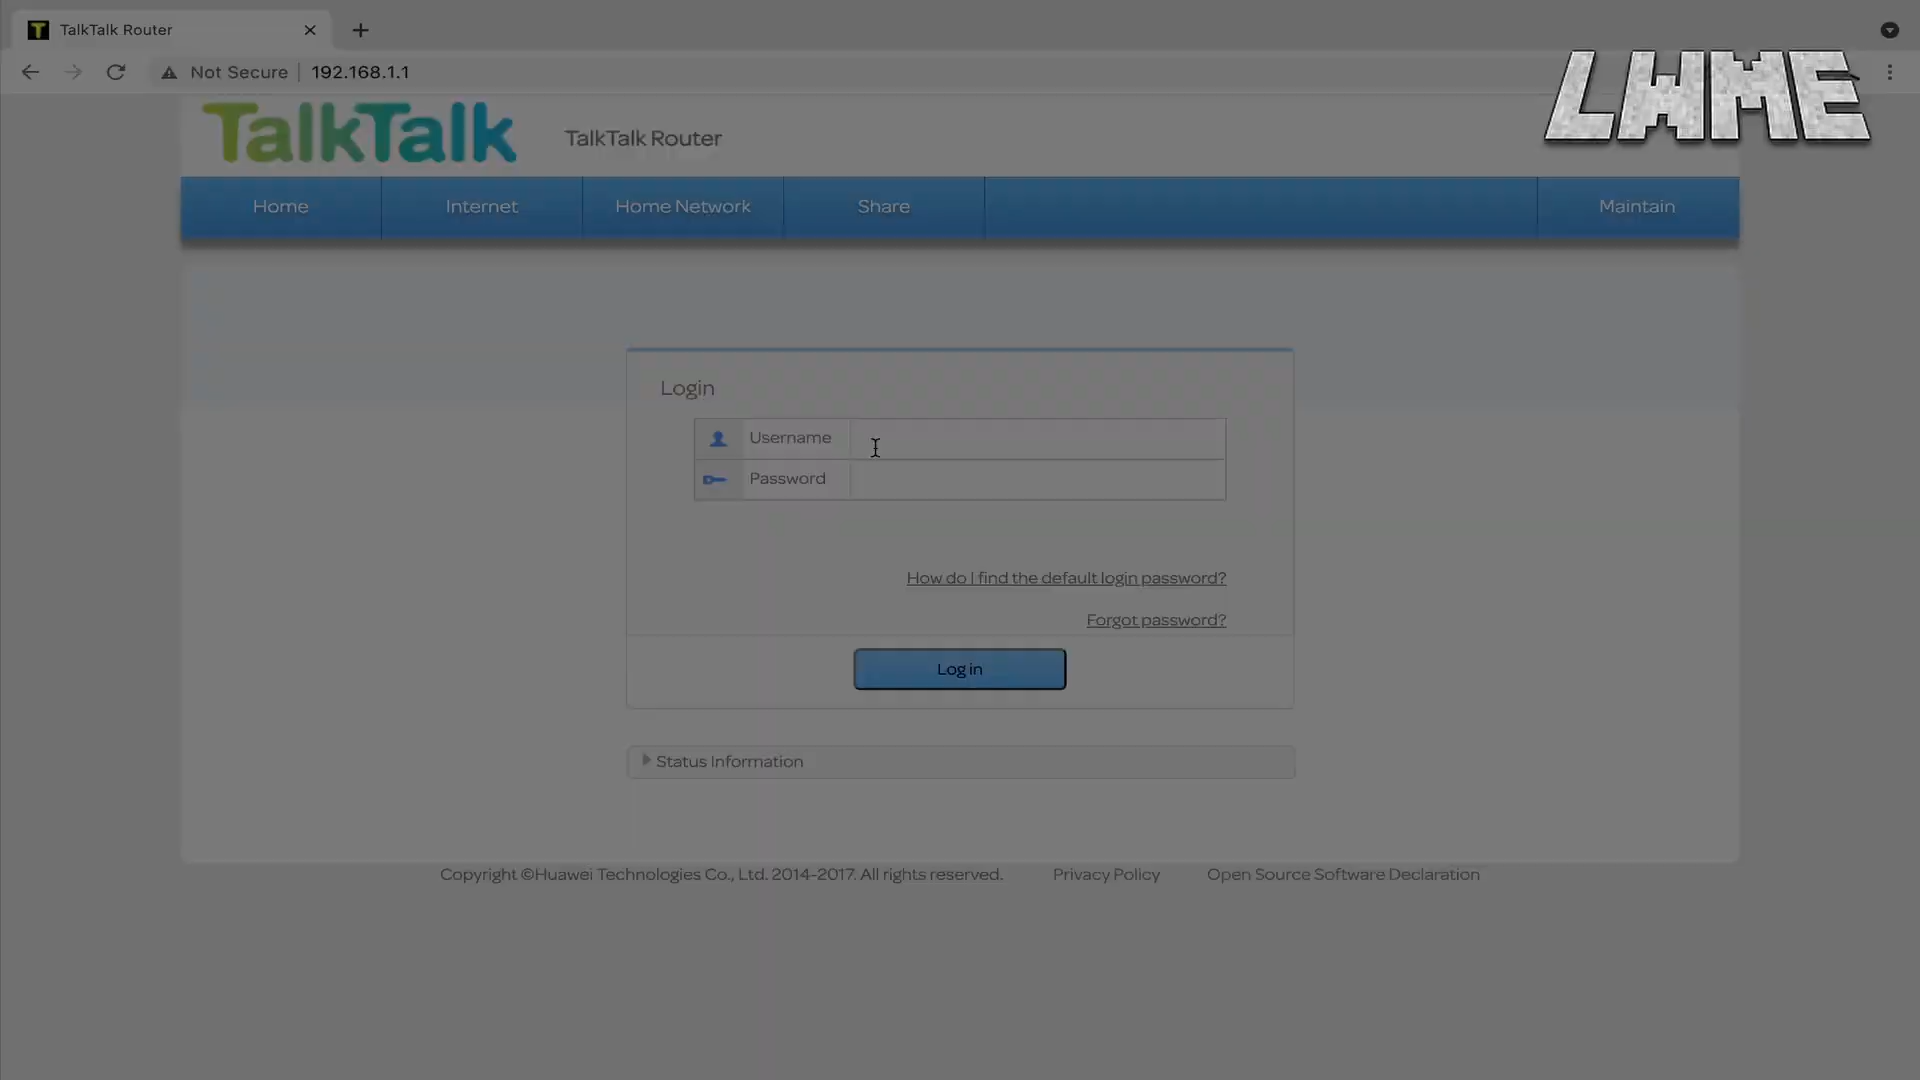 TalkTalk Router
Not Secure
192.168.1.1
LWME
TalkTalk
TalkTalk Router
Home
Internet
Home Network
Share
Maintain
Login
Username
Password
How do I find the default login password?
Forgot password?
Log in
Status Information
Copyright ©Huawei Technologies Co., Ltd. 2014-2017. All rights reserved.
Privacy Policy
Open Source Software Declaration